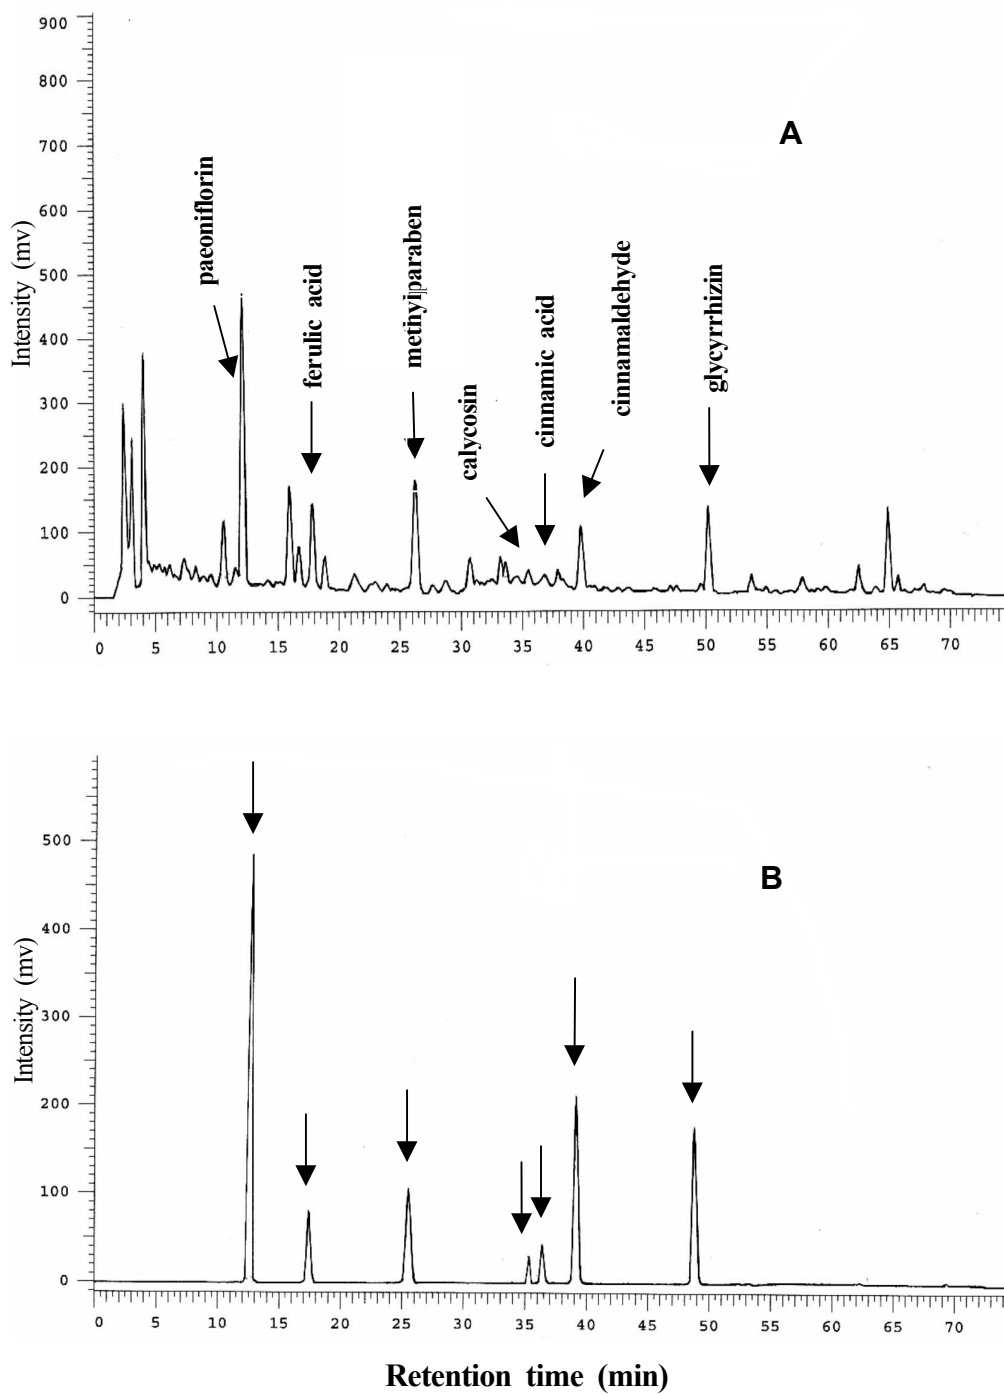 900
800
700
600
500
400
300
200
100
0
Intensity (mv)
A
paeoniflorin
ferulic acid
methyiparaben
calycosin
cinnamic acid
cinnamaldehyde
glycyrrhizin
0 5 10 15 20 25 30 35 40 45 50 55 60 65 70
500
400
300
200
100
0
Intensity (mv)
B
0 5 10 15 20 25 30 35 40 45 50 55 60 65 70
Retention time (min)